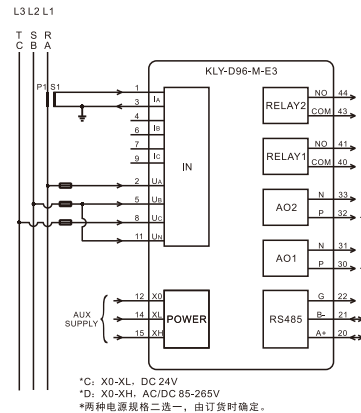 L3 L2 L1
T S R
C B A
KLY-D96-M-E3
P1 S1
1
3
4
6
7
9
2
5
8
11
IA
IB
IC
UA
UB
UC
UN
IN
RELAY2
NO 44
COM 43
RELAY1
NO 41
COM 40
AO2
N 33
P 32
AO1
N 31
P 30
AUX
SUPPLY
12 X0
14 XL
15 XH
POWER
RS485
G 22
B- 21
A+ 20
*C: X0-XL, DC 24V
*D: X0-XH, AC/DC 85-265V
*两种电源规格二选一,由订货时确定。